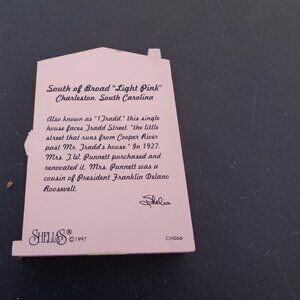 South of Broad "Light Pink"
Charleston, South Carolina
Also known as "1 Tradd," this single
house faces Tradd Street, "the little
street that runs from Cooper River
past Mr. Tradd's house." In 1927,
Mrs. T.W. Punnett purchased and
renovated it. Mrs. Punnett was a
cousin of President Franklin Delano
Roosevelt.
Shelia
SHELIA'S®
©1997
CHS66